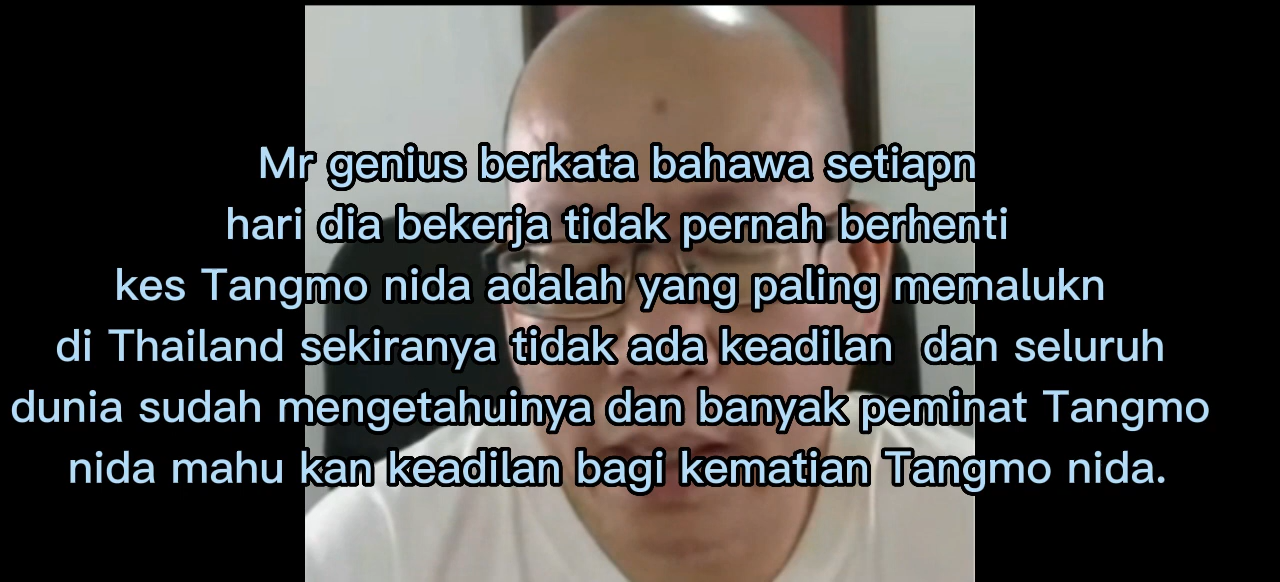 Mr genius berkata bahawa setiapn
hari dia bekerja tidak pernah berhenti
kes Tangmo nida adalah yang paling memalukn
di Thailand sekiranya tidak ada keadilan dan seluruh
dunia sudah mengetahuinya dan banyak peminat Tangmo
nida mahu kan keadilan bagi kematian Tangmo nida.